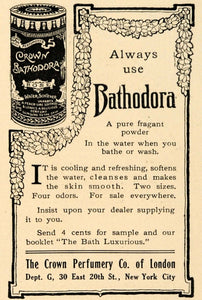 CROWN
BATHODORA
Always
use
Bathodora
A pure fragant
powder
In the water when you
bathe or wash.
IT is cooling and refreshing, softens
the water, cleanses and makes
the skin smooth. Two sizes.
Four odors. For sale everywhere.
Insist upon your dealer supplying
it to you.
Send 4 cents for sample and our
booklet "The Bath Luxurious."
The Crown Perfumery Co. of London
Dept. G, 30 East 20th St., New York City